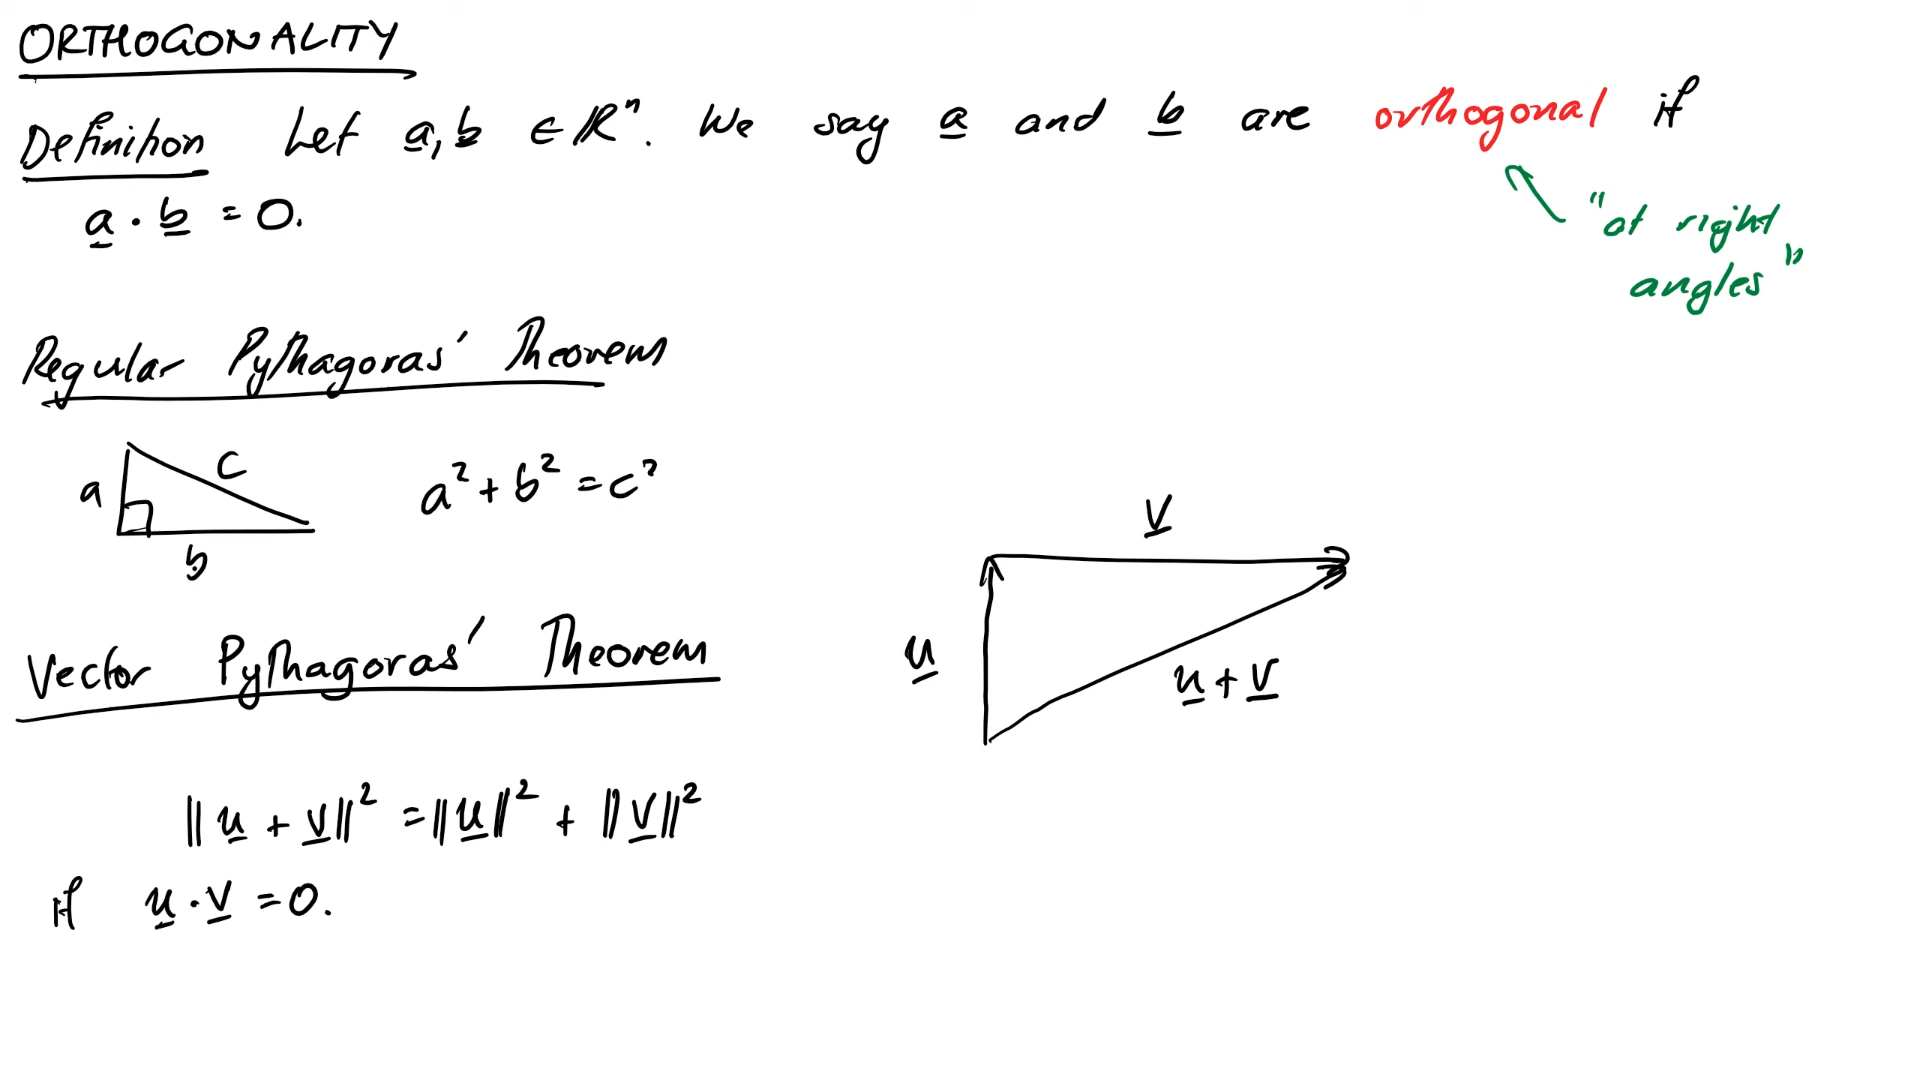 ORTHOGONALITY
Definition Let a, b ∈ ℝⁿ. We say a and b are orthogonal if
a · b = 0.
"at right
angles"
Regular Pythagoras' Theorem
a
c
b
a² + b² = c²
v
u
u + v
Vector Pythagoras' Theorem
‖u + v‖² = ‖u‖² + ‖v‖²
if u · v = 0.